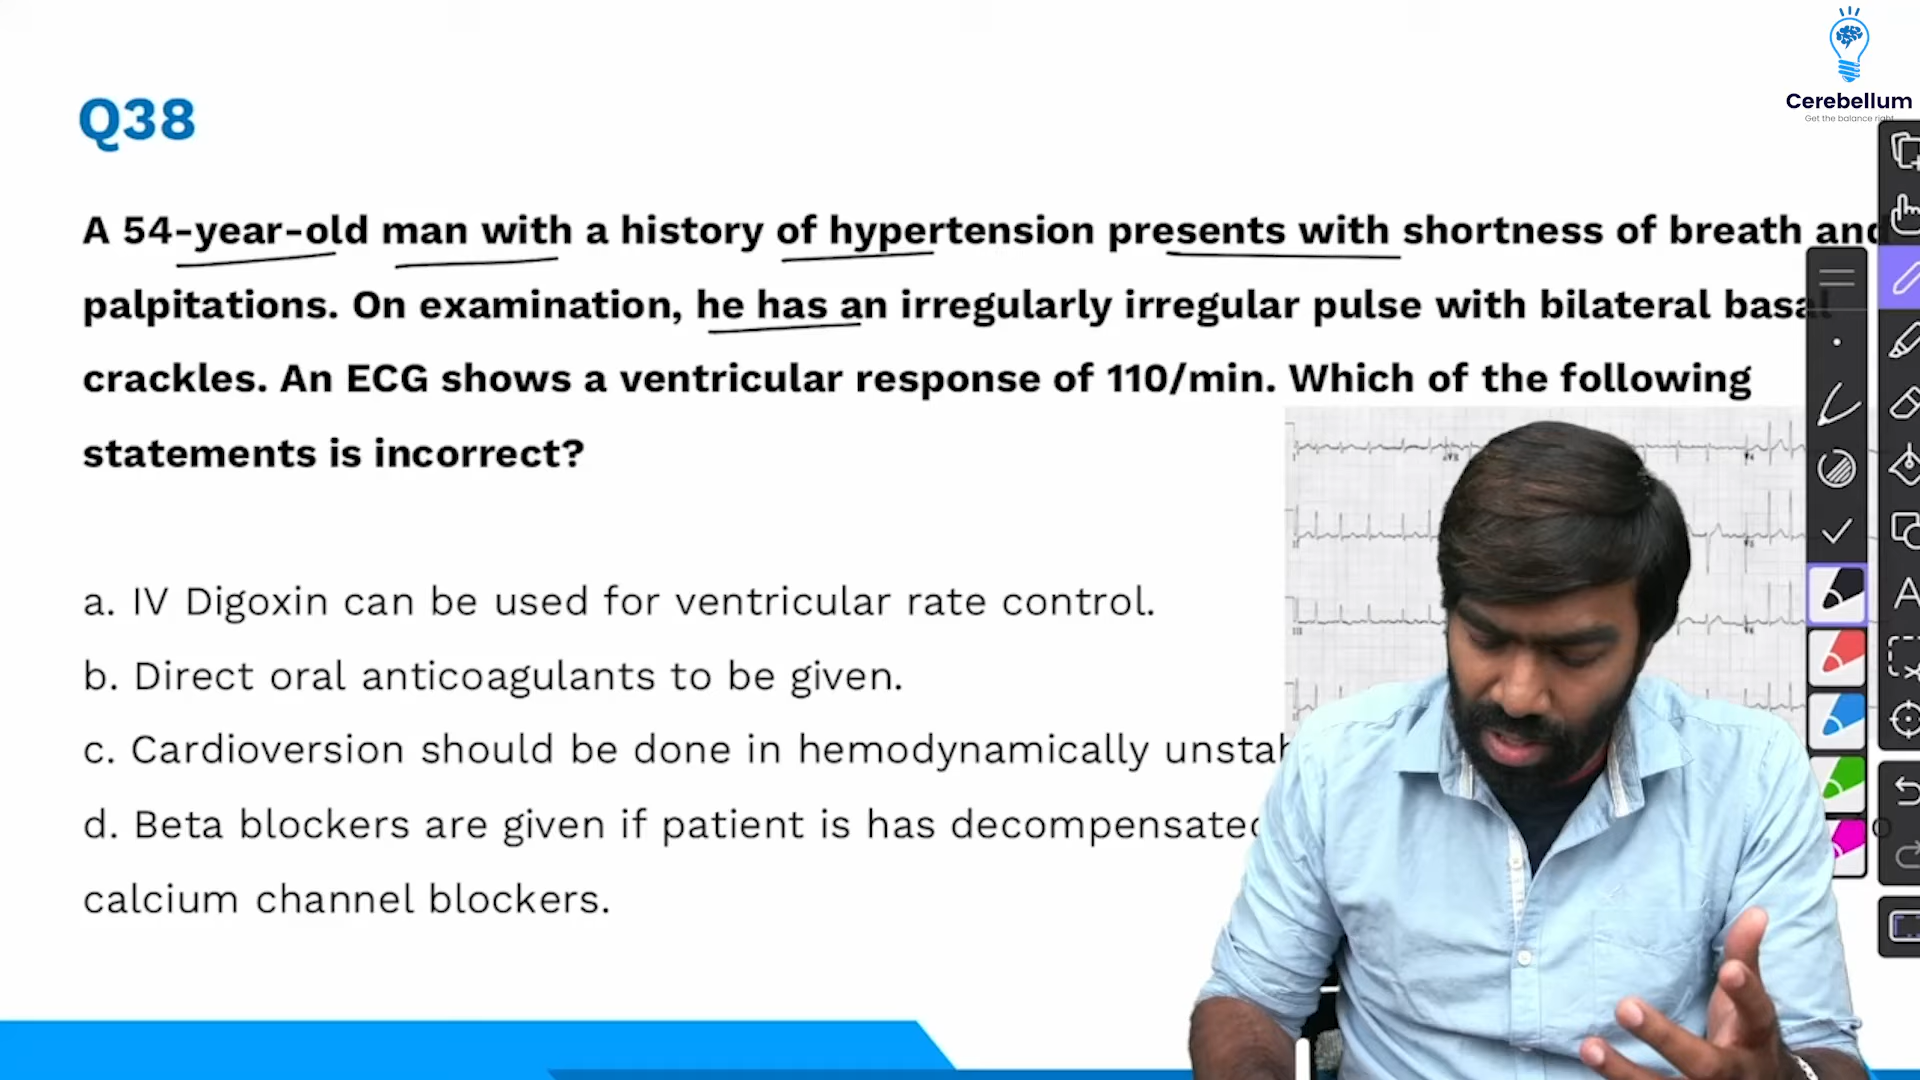 Cerebellum
Get the balance right
Q38
A 54-year-old man with a history of hypertension presents with shortness of breath and
palpitations. On examination, he has an irregularly irregular pulse with bilateral basal
crackles. An ECG shows a ventricular response of 110/min. Which of the following
statements is incorrect?
a. IV Digoxin can be used for ventricular rate control.
b. Direct oral anticoagulants to be given.
c. Cardioversion should be done in hemodynamically
d. Beta blockers are given if patient is has decompensated
calcium channel blockers.